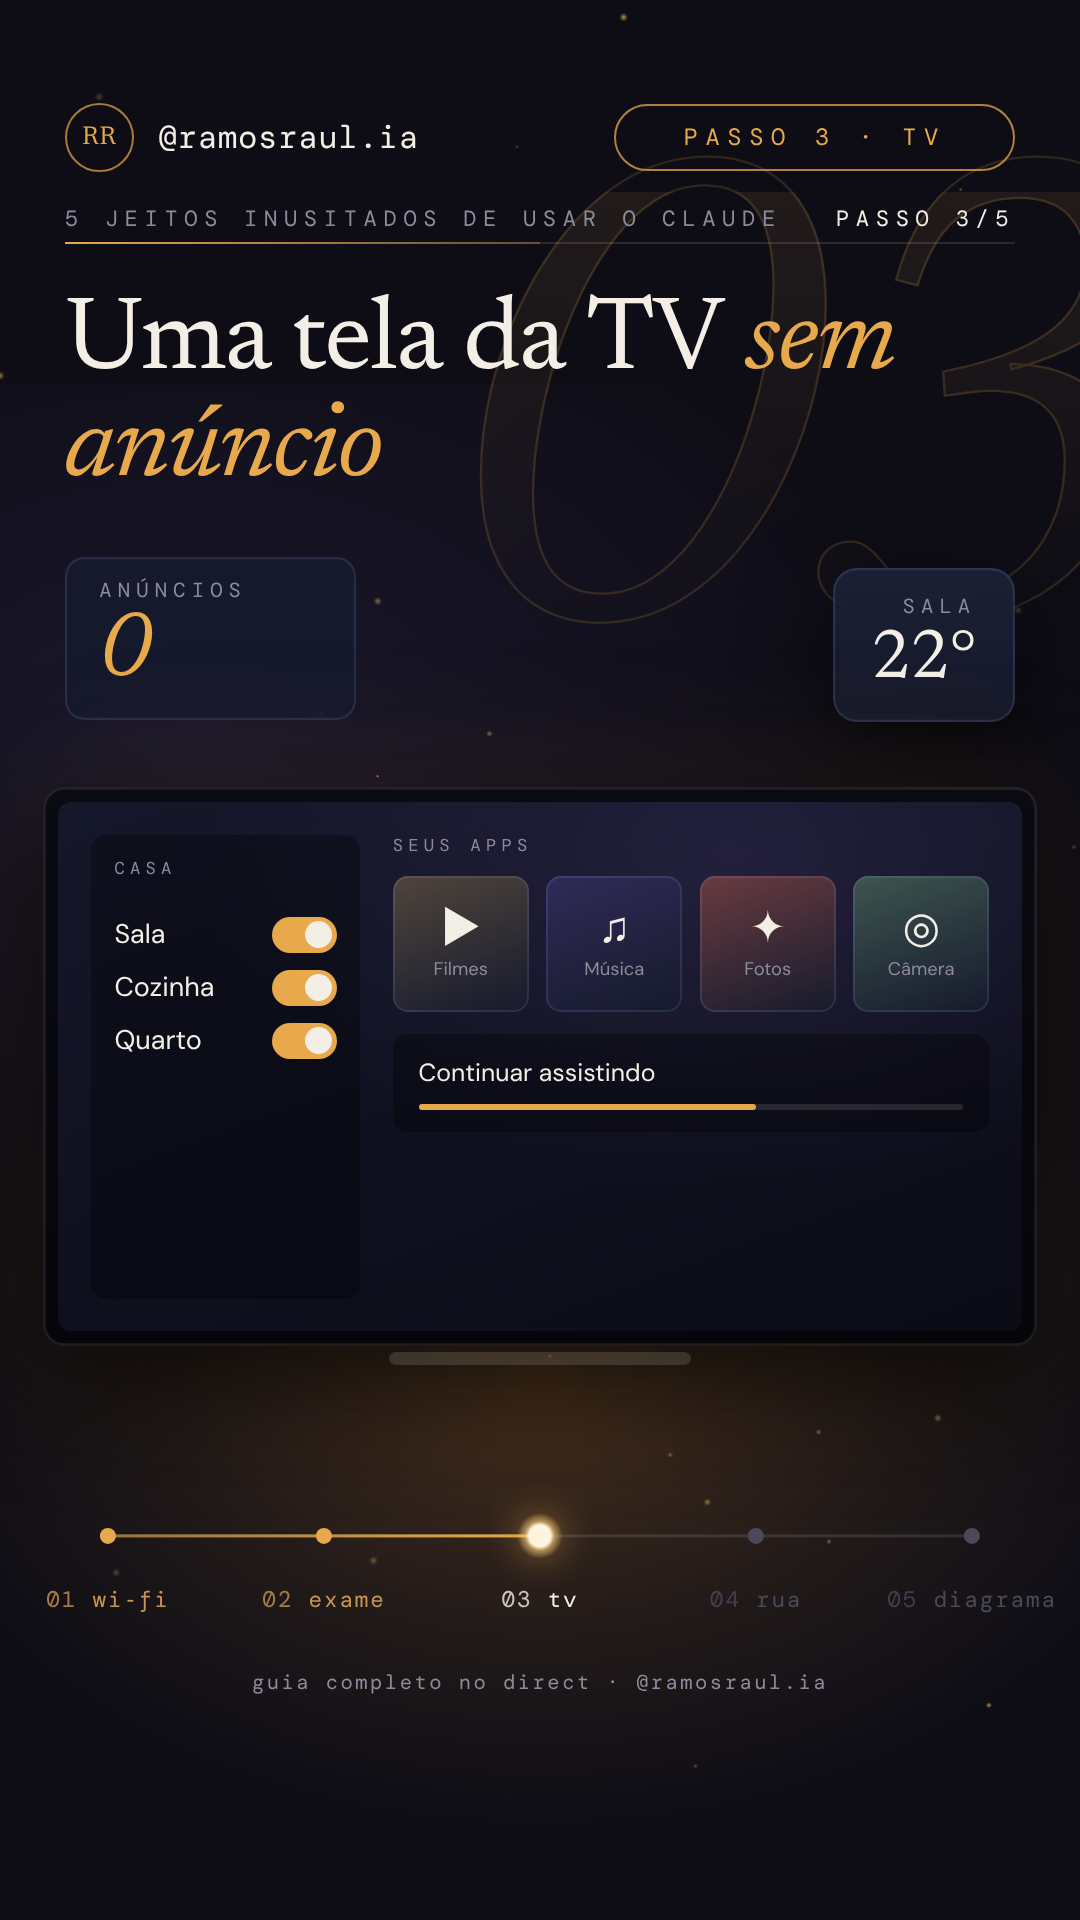 RR @ramosraul.ia
PASSO 3 · TV
5 JEITOS INUSITADOS DE USAR O CLAUDE PASSO 3/5
03
Uma tela da TV sem
anúncio
ANÚNCIOS
0
SALA
22°
CASA
Sala
Cozinha
Quarto
SEUS APPS
Filmes Música Fotos Câmera
Continuar assistindo
01 wi-fi 02 exame 03 tv 04 rua 05 diagrama
guia completo no direct · @ramosraul.ia